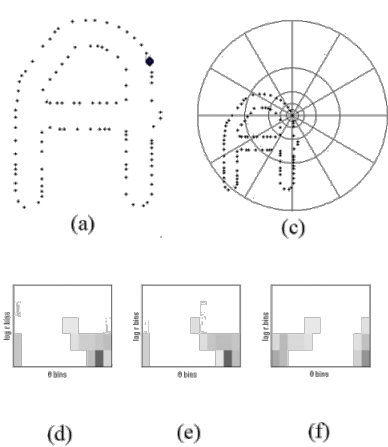 (a)
(c)
log r bins
θ bins
log r bins
θ bins
log r bins
θ bins
(d)
(e)
(f)